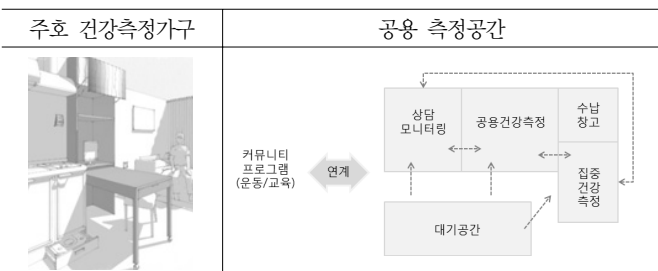 주호 건강측정가구
공용 측정공간
커뮤니티
프로그램
(운동/교육)
연계
상담
모니터링
공용건강측정
수납
창고
집중
건강
측정
대기공간